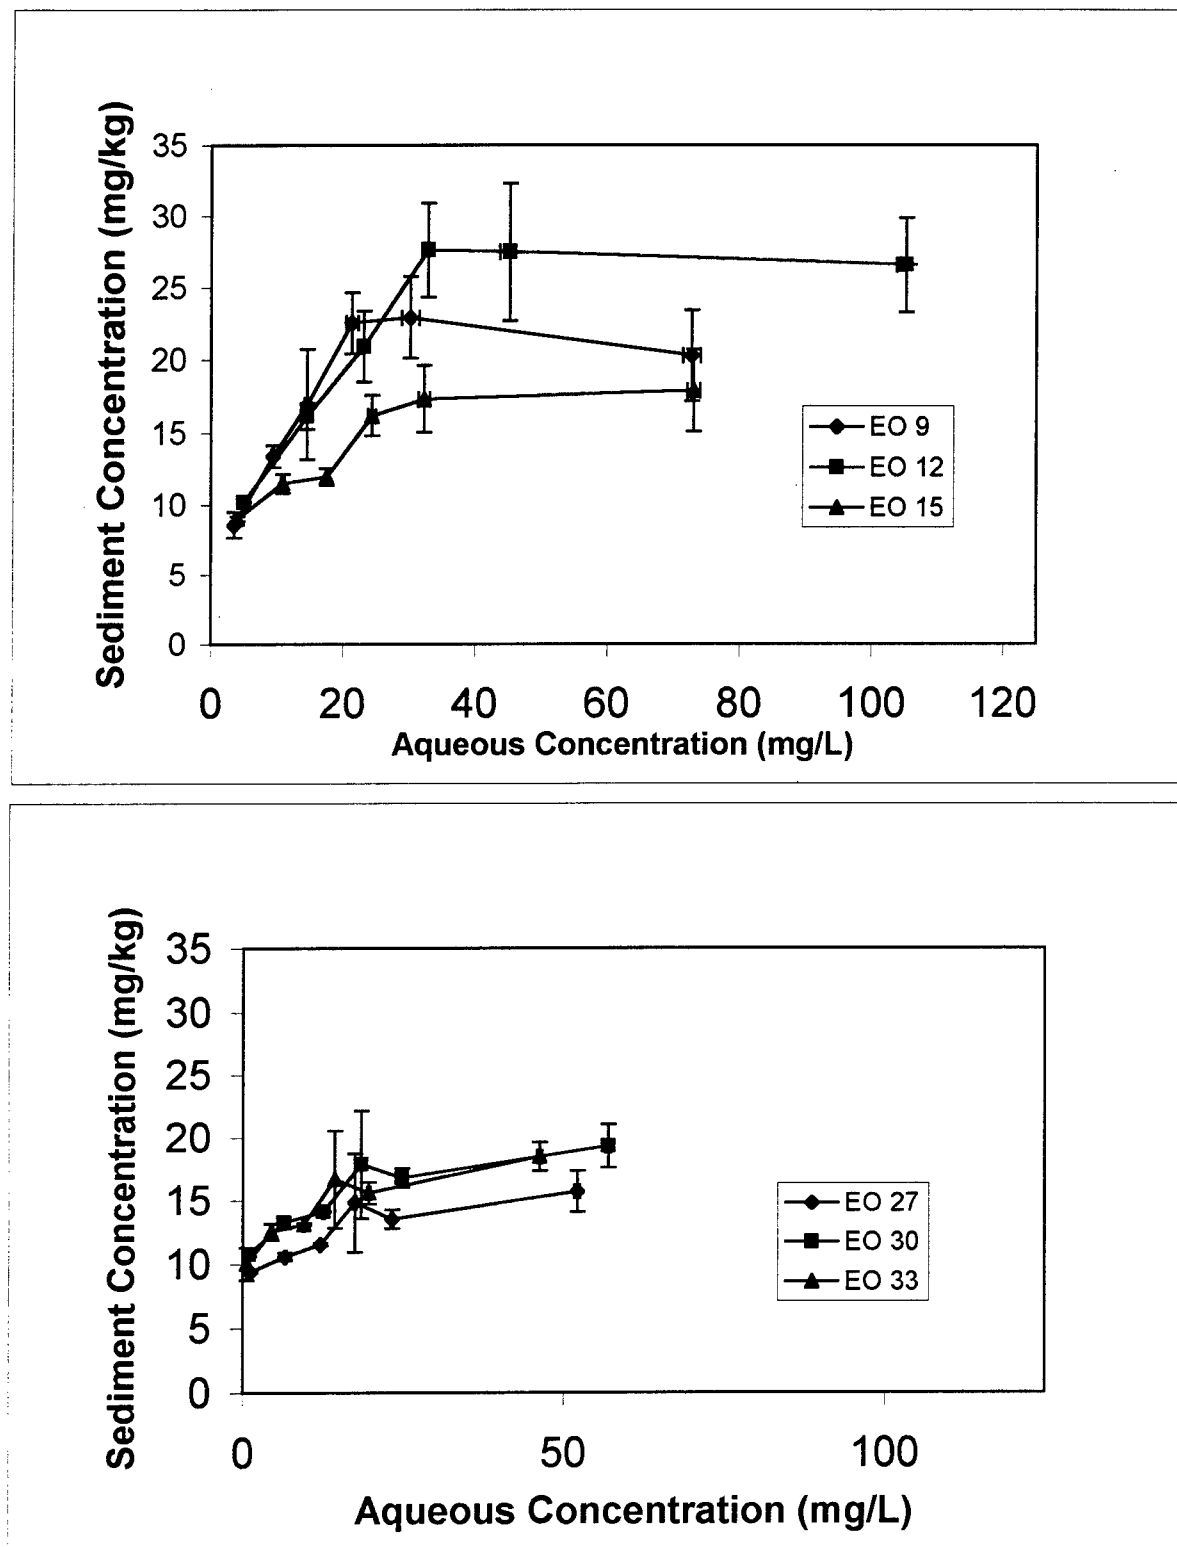 Sediment Concentration (mg/kg)
35
30
25
20
15
10
5
0
EO 9
EO 12
EO 15
0 20 40 60 80 100 120
Aqueous Concentration (mg/L)
Sediment Concentration (mg/kg)
35
30
25
20
15
10
5
0
EO 27
EO 30
EO 33
0 50 100
Aqueous Concentration (mg/L)